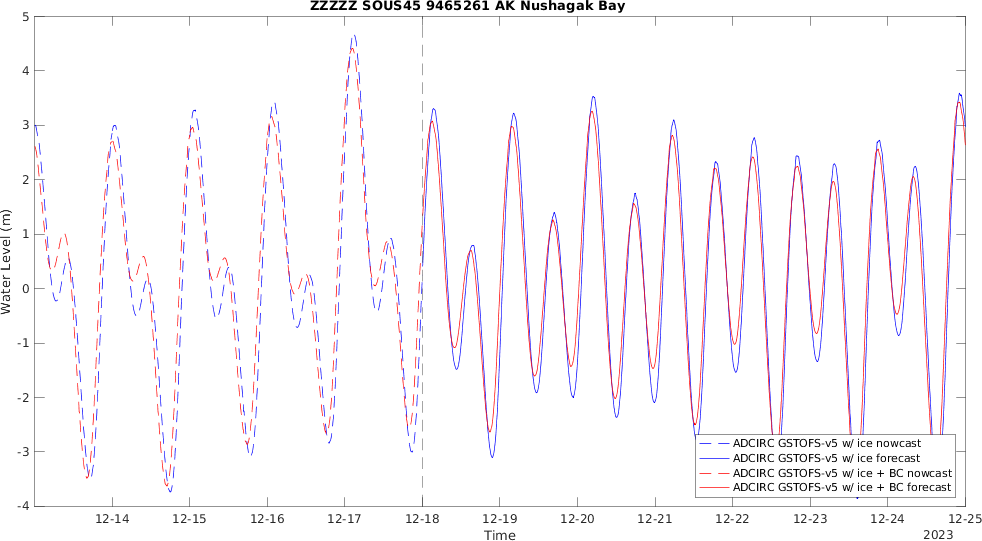 ZZZZZ SOUS45 9465261 AK Nushagak Bay
5
4
3
2
1
0
-1
-2
-3
-4
Water Level (m)
ADCIRC GSTOFS-v5 w/ ice nowcast
ADCIRC GSTOFS-v5 w/ ice forecast
ADCIRC GSTOFS-v5 w/ ice + BC nowcast
ADCIRC GSTOFS-v5 w/ ice + BC forecast
12-14 12-15 12-16 12-17 12-18 12-19 12-20 12-21 12-22 12-23 12-24 12-25
Time
2023